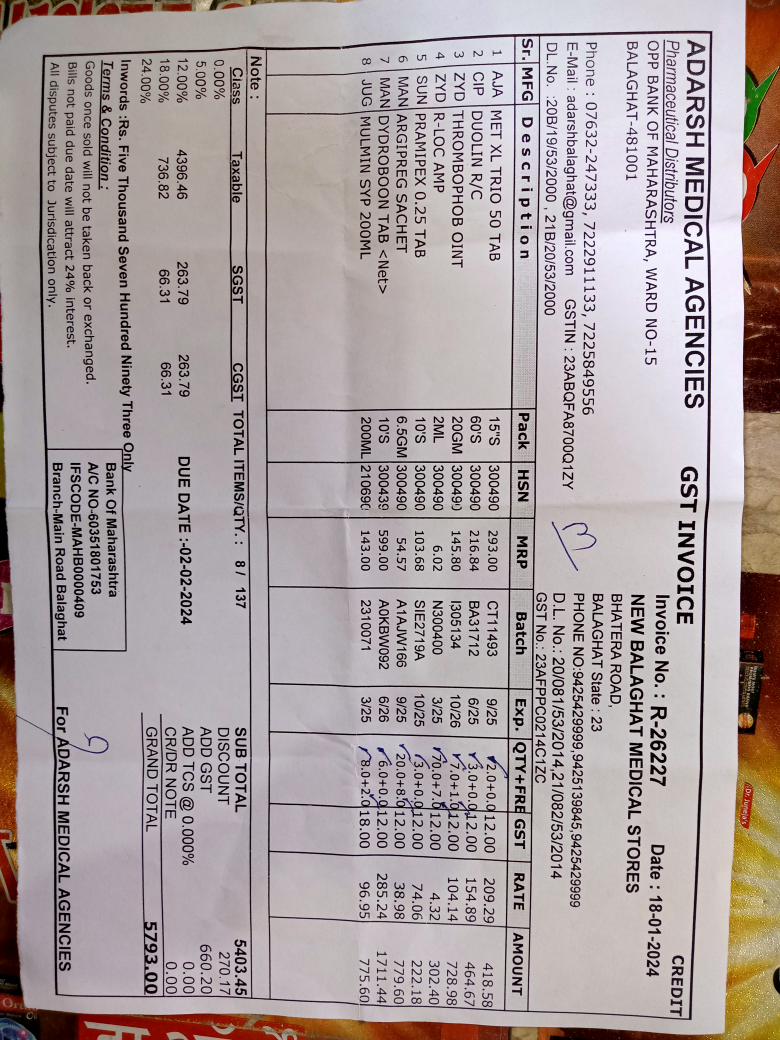 ADARSH MEDICAL AGENCIES
Pharmaceutical Distributors
OPP BANK OF MAHARASHTRA, WARD NO-15
BALAGHAT-481001
Phone : 07632-247333, 7222911133, 7225849556
E-Mail : adarshbalaghat@gmail.com GSTIN : 23ABQFA8700Q1ZY
DL.No. :20B/19/53/2000 , 21B/20/53/2000
GST INVOICE
CREDIT
Invoice No. : R-26227 Date : 18-01-2024
NEW BALAGHAT MEDICAL STORES
BHATERA ROAD,
BALAGHAT State : 23
PHONE NO:9425429999,9425139845,9425429999
D.L. No.: 20/081/53/2014,21/082/53/2014
GST No.: 23AFPPC0214C1ZC
Sr. MFG Description Pack HSN MRP Batch Exp. QTY+FRE GST RATE AMOUNT
1 AJA MET XL TRIO 50 TAB 15"S 300490 293.00 CT11493 9/25 2.0+0.0 12.00 209.29 418.58
2 CIP DUOLIN R/C 60'S 300490 216.84 BA31712 6/25 3.0+0.0 12.00 154.89 464.67
3 ZYD THROMBOPHOB OINT 20GM 300490 145.80 I305134 10/26 7.0+1.0 12.00 104.14 728.98
4 ZYD R-LOC AMP 2ML 300490 6.02 N300400 3/25 70.0+7.0 12.00 4.32 302.40
5 SUN PRAMIPEX 0.25 TAB 10'S 300490 103.68 SIE2719A 10/25 3.0+0.0 12.00 74.06 222.18
6 MAN ARGIPREG SACHET 6.5GM 300490 54.57 A1AJW166 9/25 20.0+8.0 12.00 38.98 779.60
7 MAN DYDROBOON TAB <Net> 10'S 300439 599.00 A0KBW092 6/26 6.0+0.0 12.00 285.24 1711.44
8 JUG MULMIN SYP 200ML 200ML 210690 143.00 2310071 3/25 8.0+2.0 18.00 96.95 775.60
Note :
Class Taxable SGST CGST TOTAL ITEMS/QTY. : 8 / 137
0.00%
5.00%
12.00% 4396.46 263.79 263.79 DUE DATE :-02-02-2024
18.00% 736.82 66.31 66.31
24.00%
SUB TOTAL 5403.45
DISCOUNT 270.17
ADD GST 660.20
ADD TCS @ 0.000% 0.00
CR/DR NOTE 0.00
GRAND TOTAL 5793.00
Inwords :Rs. Five Thousand Seven Hundred Ninety Three Only
Terms & Condition :
Goods once sold will not be taken back or exchanged.
Bills not paid due date will attract 24% interest.
All disputes subject to Jurisdication only.
Bank Of Maharashtra
A/C NO-60351801753
IFSCODE-MAHB0000409
Branch-Main Road Balaghat
For ADARSH MEDICAL AGENCIES
Dr. Juneja's